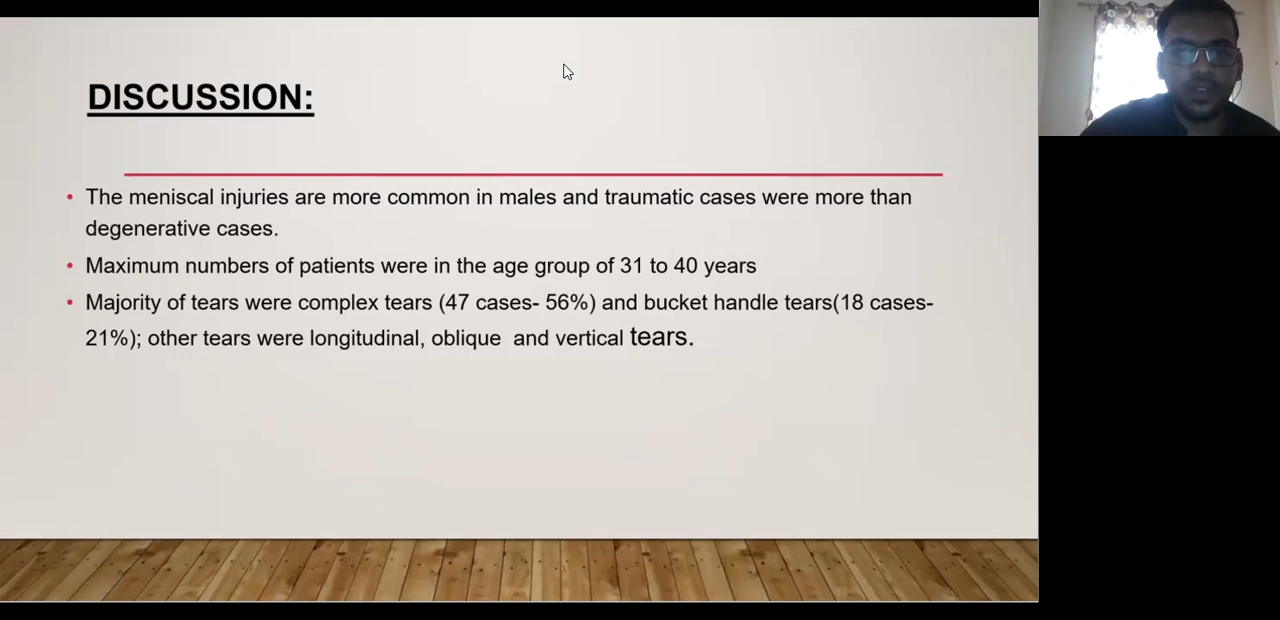 DISCUSSION:
• The meniscal injuries are more common in males and traumatic cases were more than
degenerative cases.
• Maximum numbers of patients were in the age group of 31 to 40 years
• Majority of tears were complex tears (47 cases- 56%) and bucket handle tears(18 cases-
21%); other tears were longitudinal, oblique  and vertical tears.